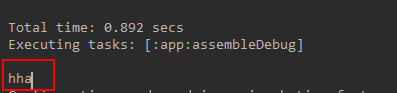 Total time: 0.892 secs
Executing tasks: [:app:assembleDebug]
hha